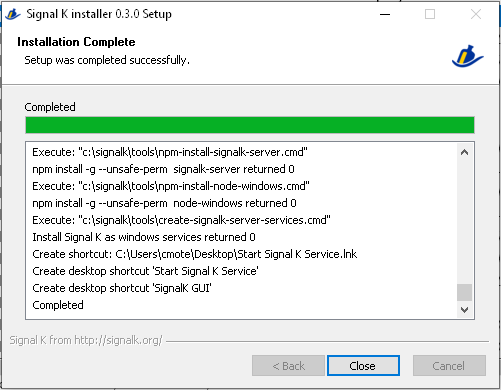 Signal K installer 0.3.0 Setup
Installation Complete
Setup was completed successfully.
Completed
Execute: "c:\signalk\tools\npm-install-signalk-server.cmd"
npm install -g --unsafe-perm  signalk-server returned 0
Execute: "c:\signalk\tools\npm-install-node-windows.cmd"
npm install -g --unsafe-perm  node-windows returned 0
Execute: "c:\signalk\tools\create-signalk-server-services.cmd"
Install Signal K as windows services returned 0
Create shortcut: C:\Users\cmote\Desktop\Start Signal K Service.lnk
Create desktop shortcut 'Start Signal K Service'
Create desktop shortcut 'SignalK GUI'
Completed
Signal K from http://signalk.org/
< Back
Close
Cancel